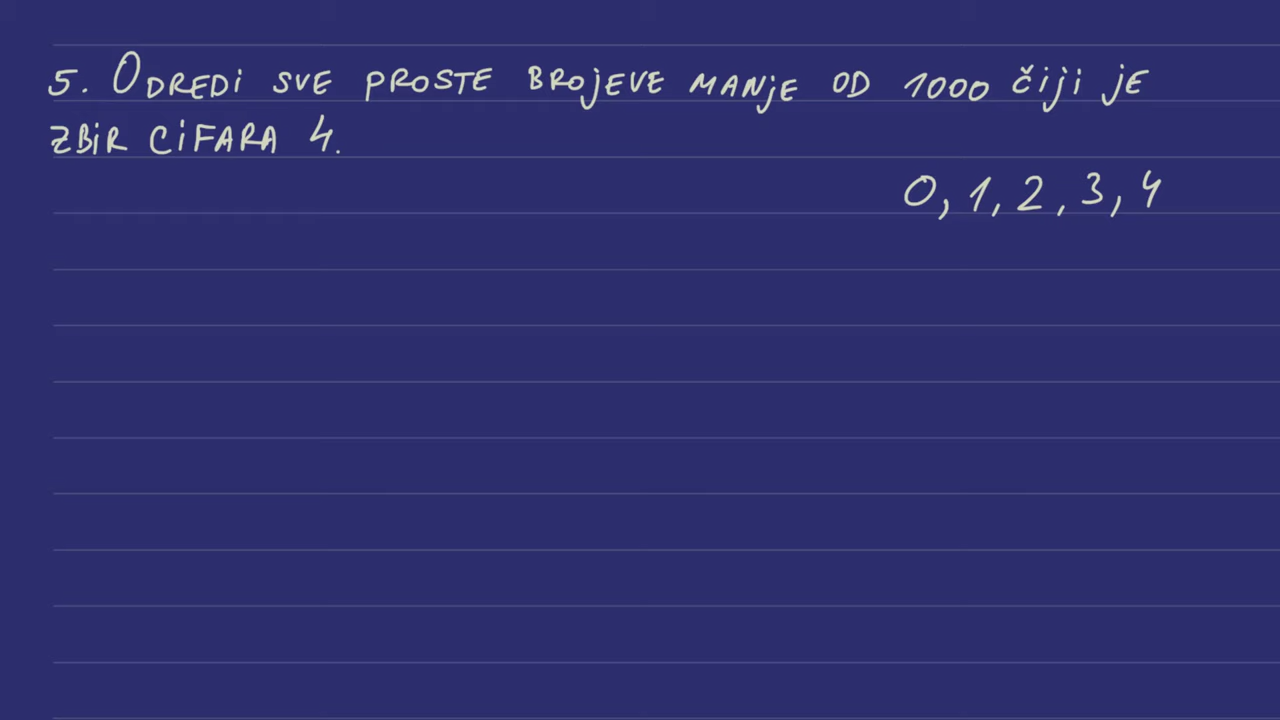 5. ODREDi SVE PROSTE BROjEVE MANjE OD 1000 čiji jE
ZBiR CiFARA 4.
0, 1, 2, 3, 4